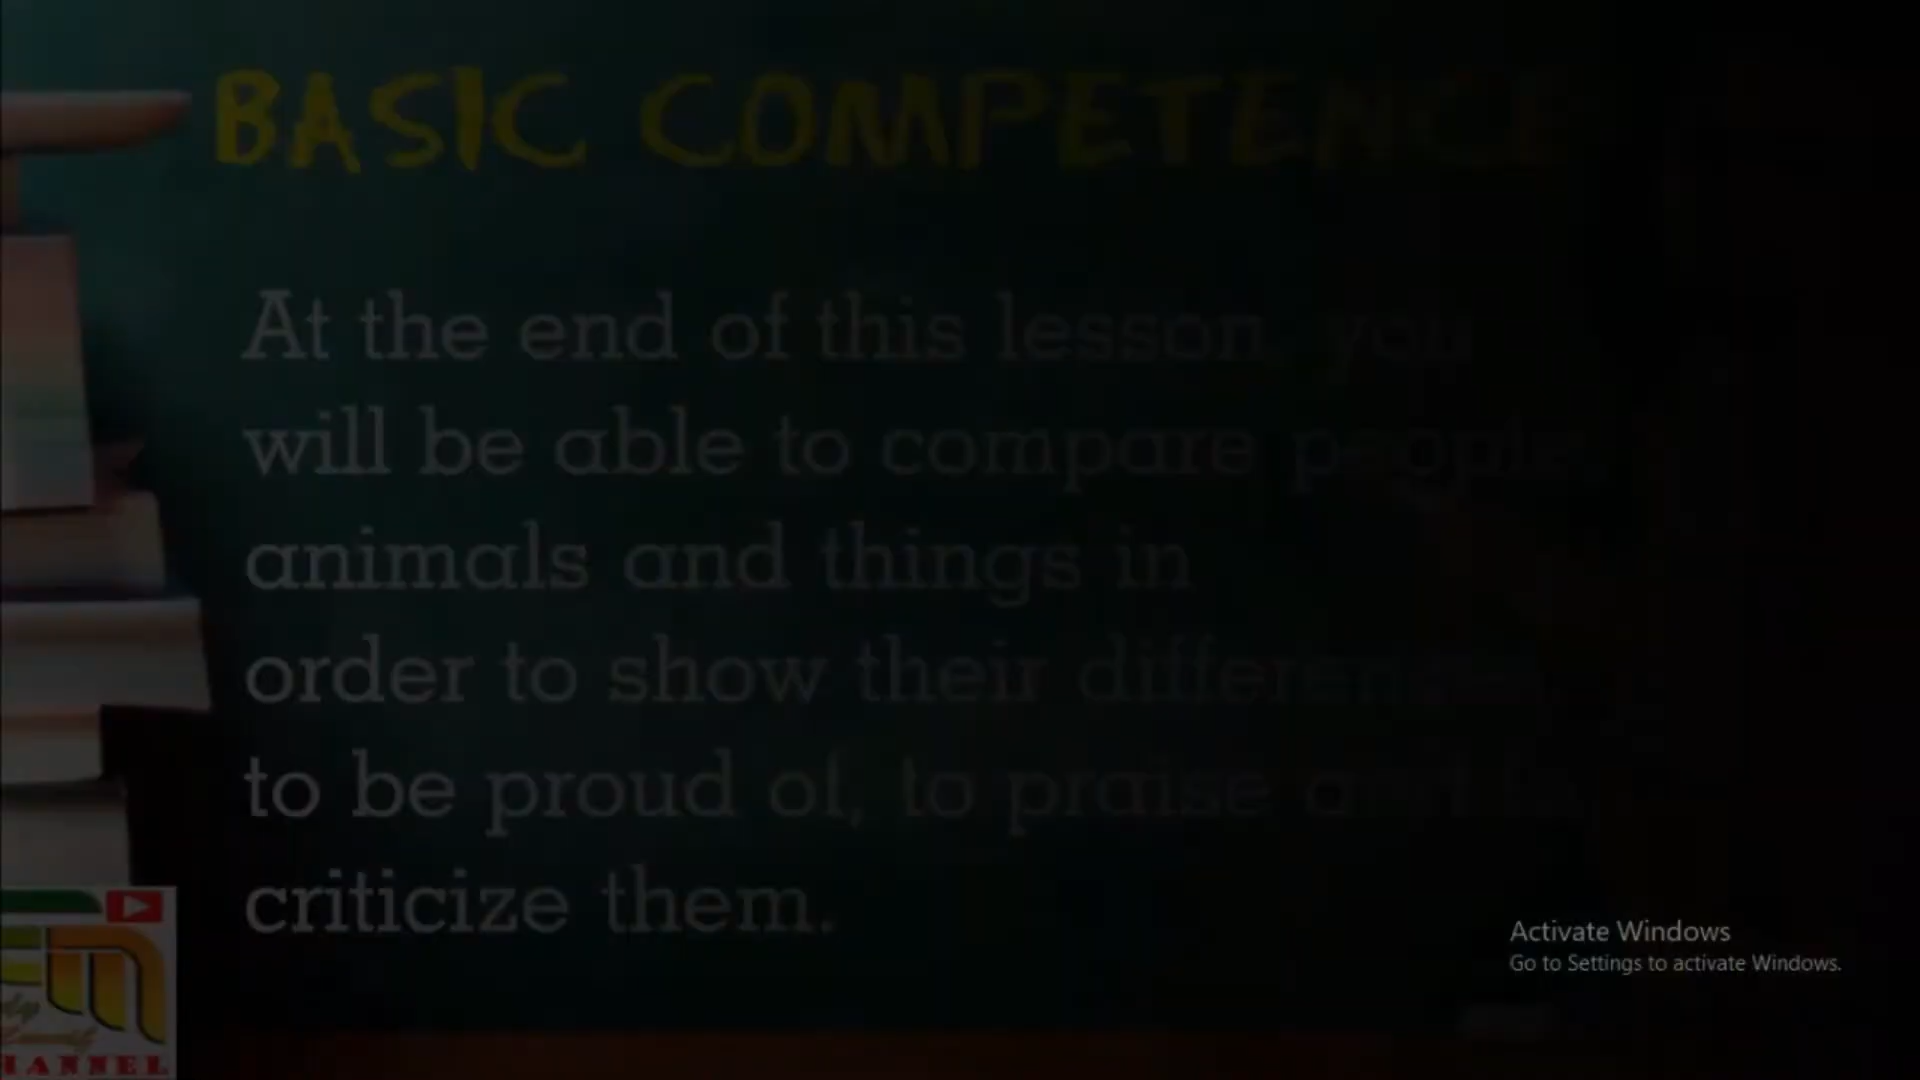 BASIC COMPETENCE
At the end of this lesson, you
will be able to compare people,
animals and things in
order to show their differences,
to be proud of, to praise and to
criticize them.
Activate Windows
Go to Settings to activate Windows.
HANNEL